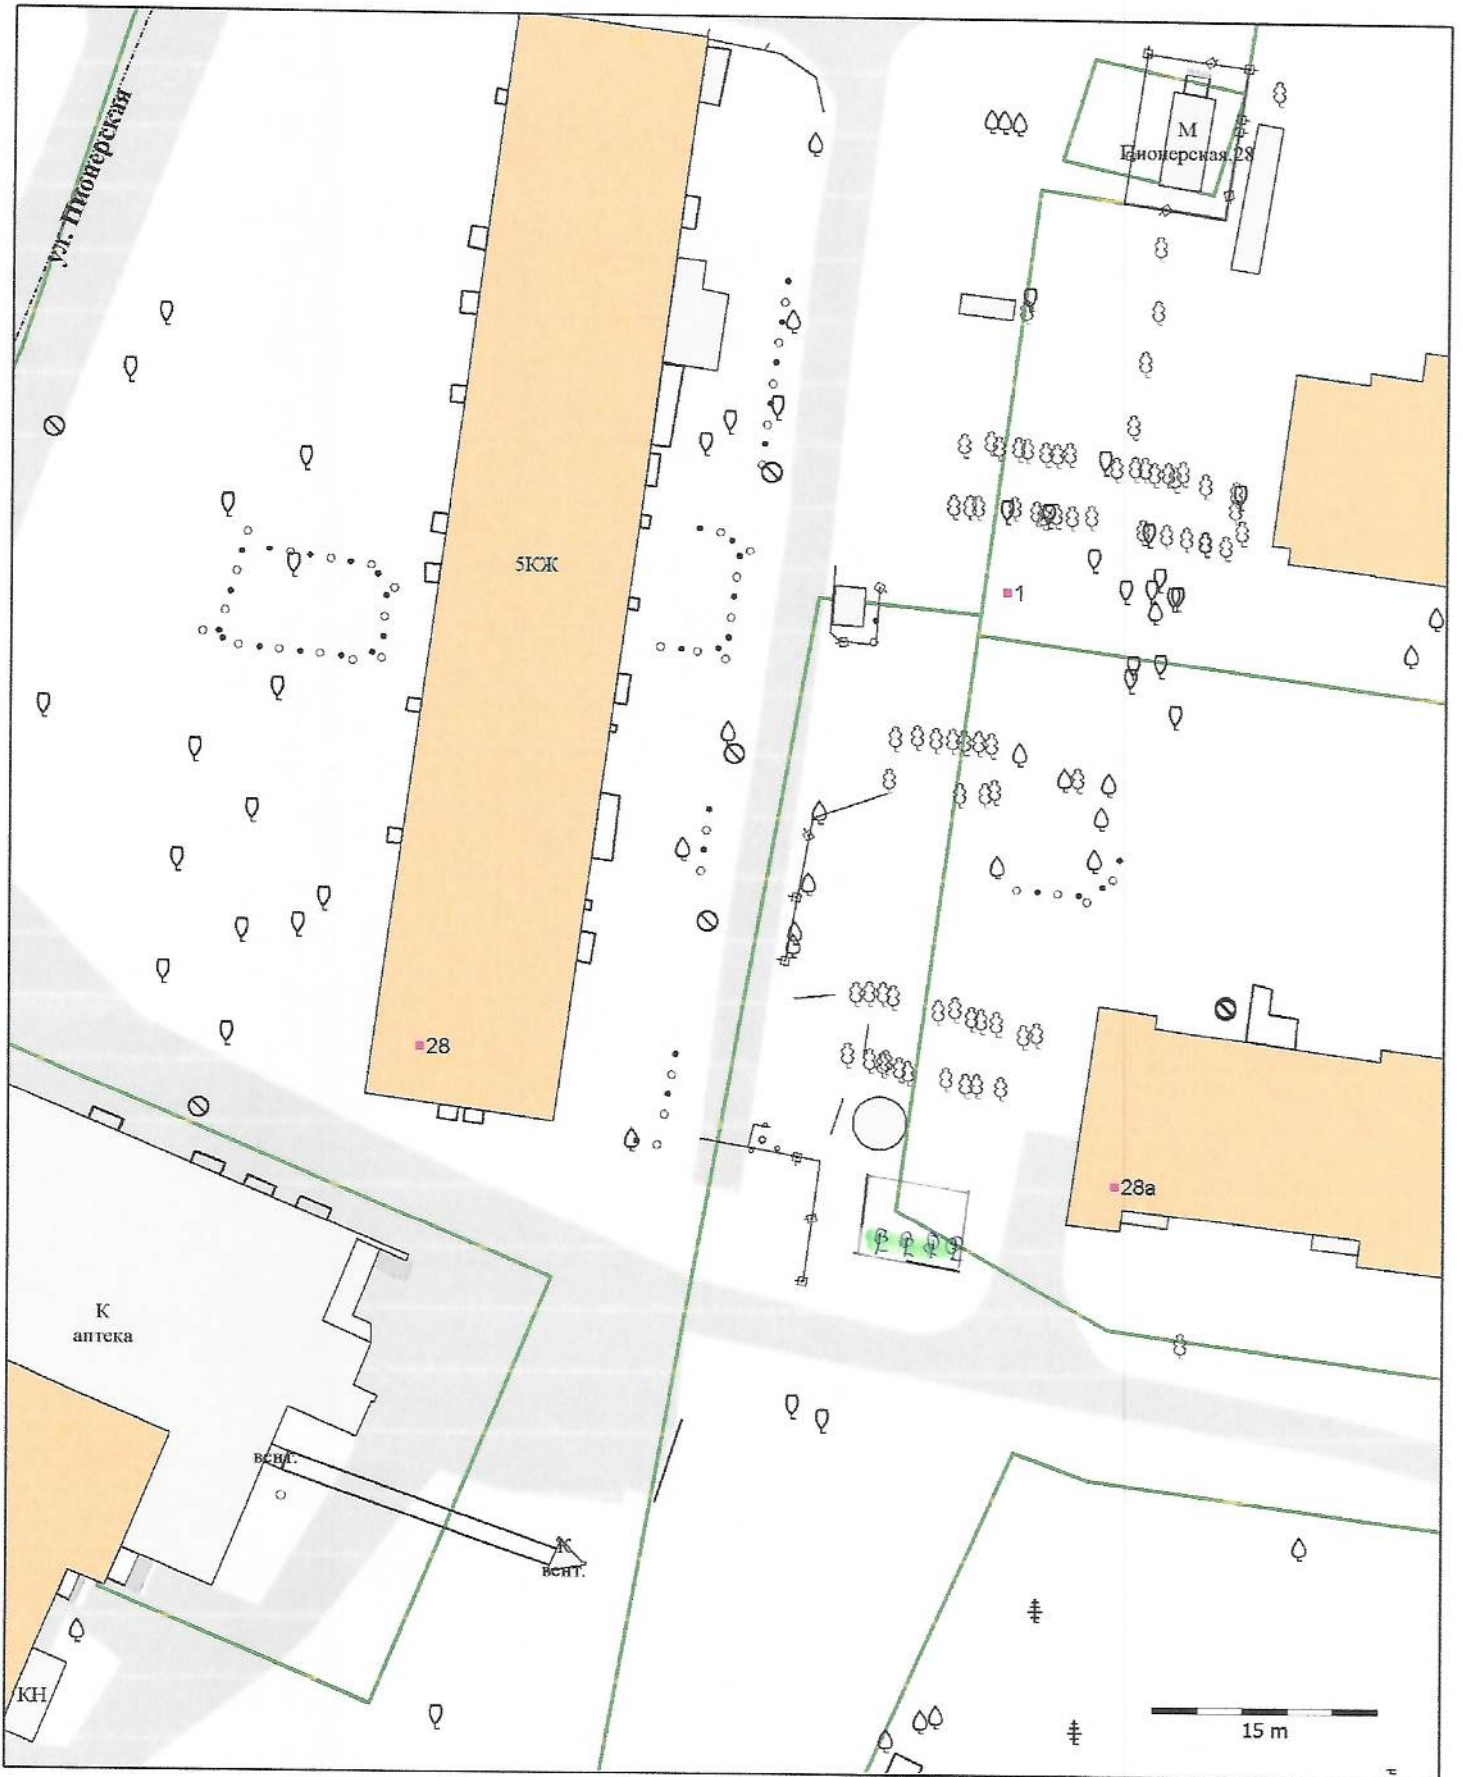 ул. Пионерская
М
Пионерская,28
5КЖ
1
28
28а
К
аптека
вент.
К
вент.
КН
15 m